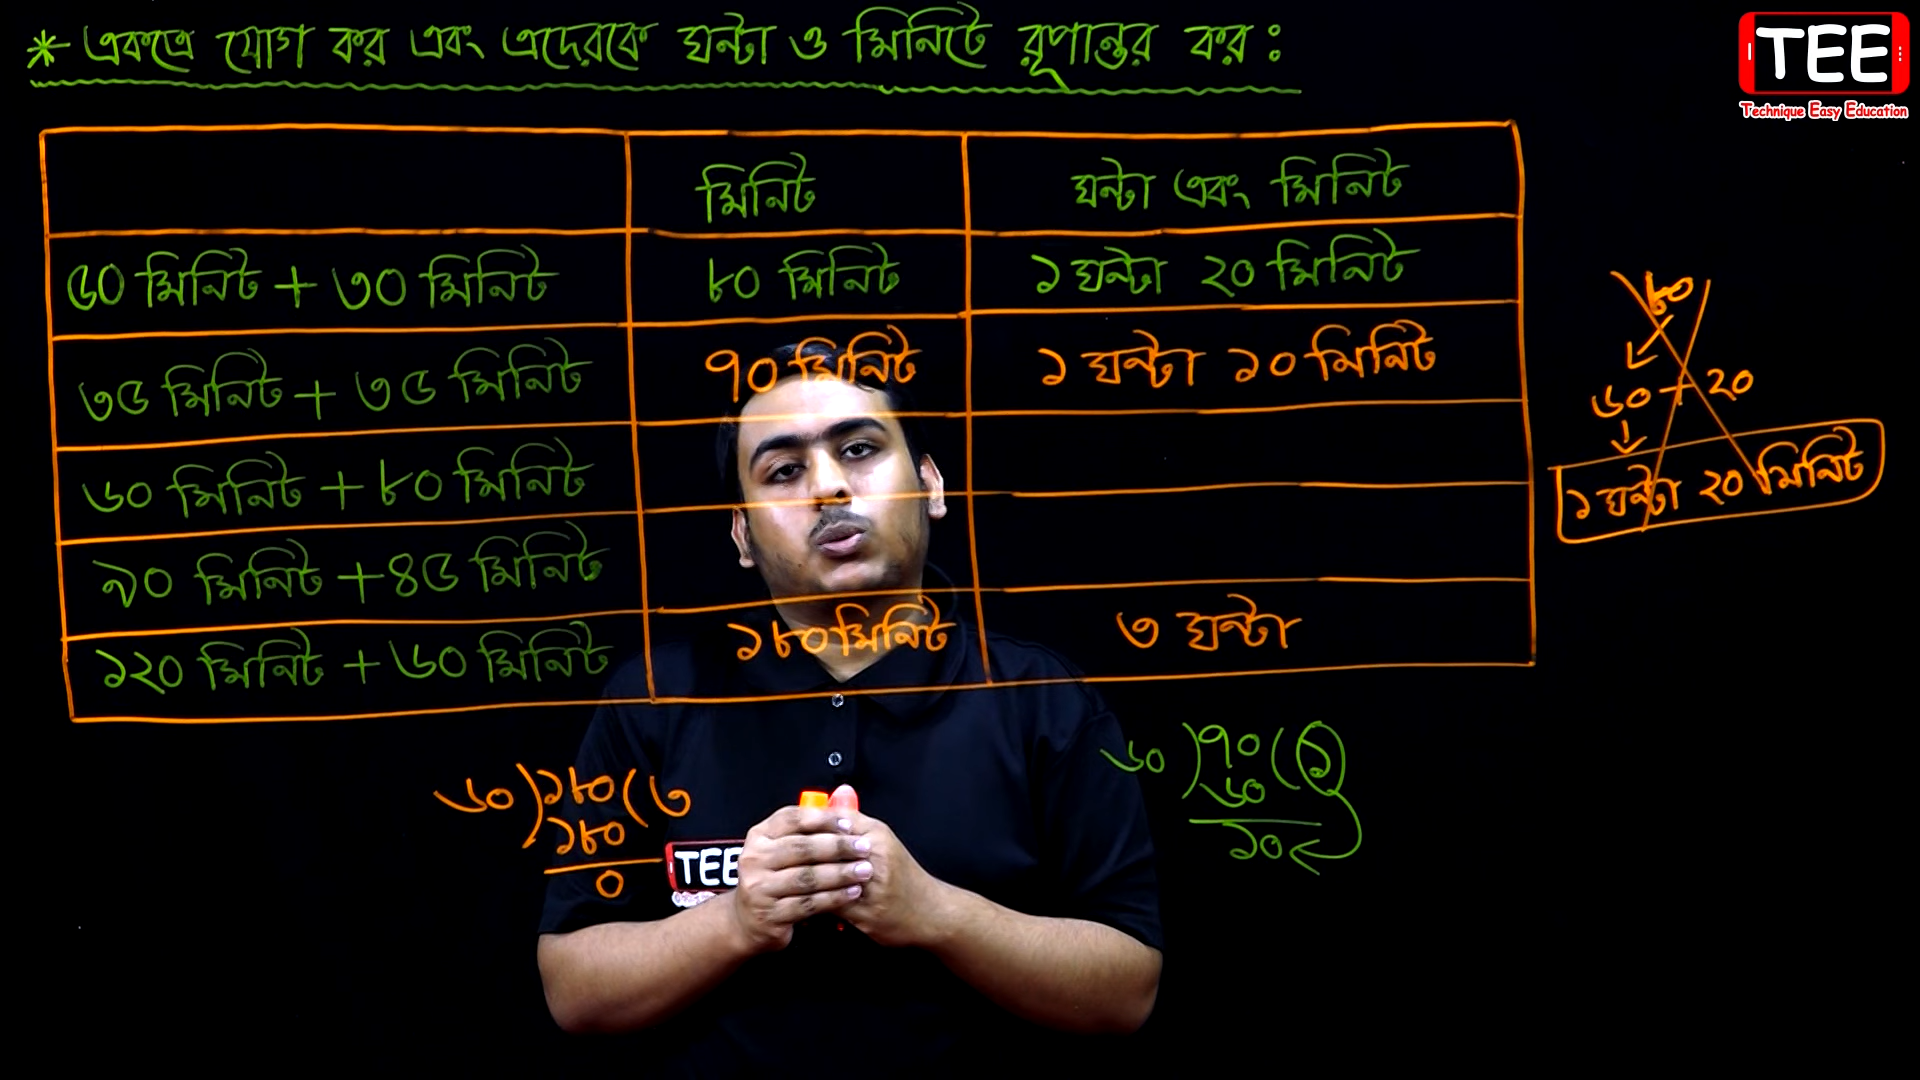 * একত্রে যোগ কর এবং এদেরকে ঘন্টা ও মিনিটে রূপান্তর কর :
TEE
Technique Easy Education
মিনিট ঘন্টা এবং মিনিট
৫০ মিনিট + ৩০ মিনিট ৮০ মিনিট ১ ঘন্টা ২০ মিনিট
৩৫ মিনিট + ৩৫ মিনিট ৭০ মিনিট ১ ঘন্টা ১০ মিনিট
৬০ মিনিট + ৮০ মিনিট
৯০ মিনিট + ৪৫ মিনিট
১২০ মিনিট + ৬০ মিনিট ১৮০ মিনিট ৩ ঘন্টা
৮০
৬০ + ২০
১ ঘন্টা ২০ মিনিট
৬০ ) ১৮০ ( ৩
১৮০
০
৬০ ) ৭০ ( ১
৬০
১০
TEE